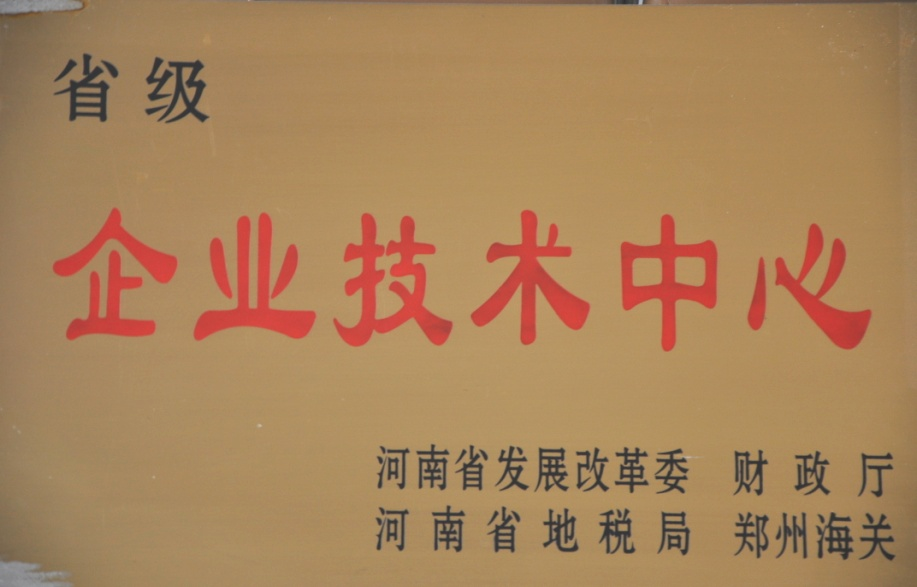 省级
企业技术中心
河南省发展改革委 财政厅
河南省地税局 郑州海关